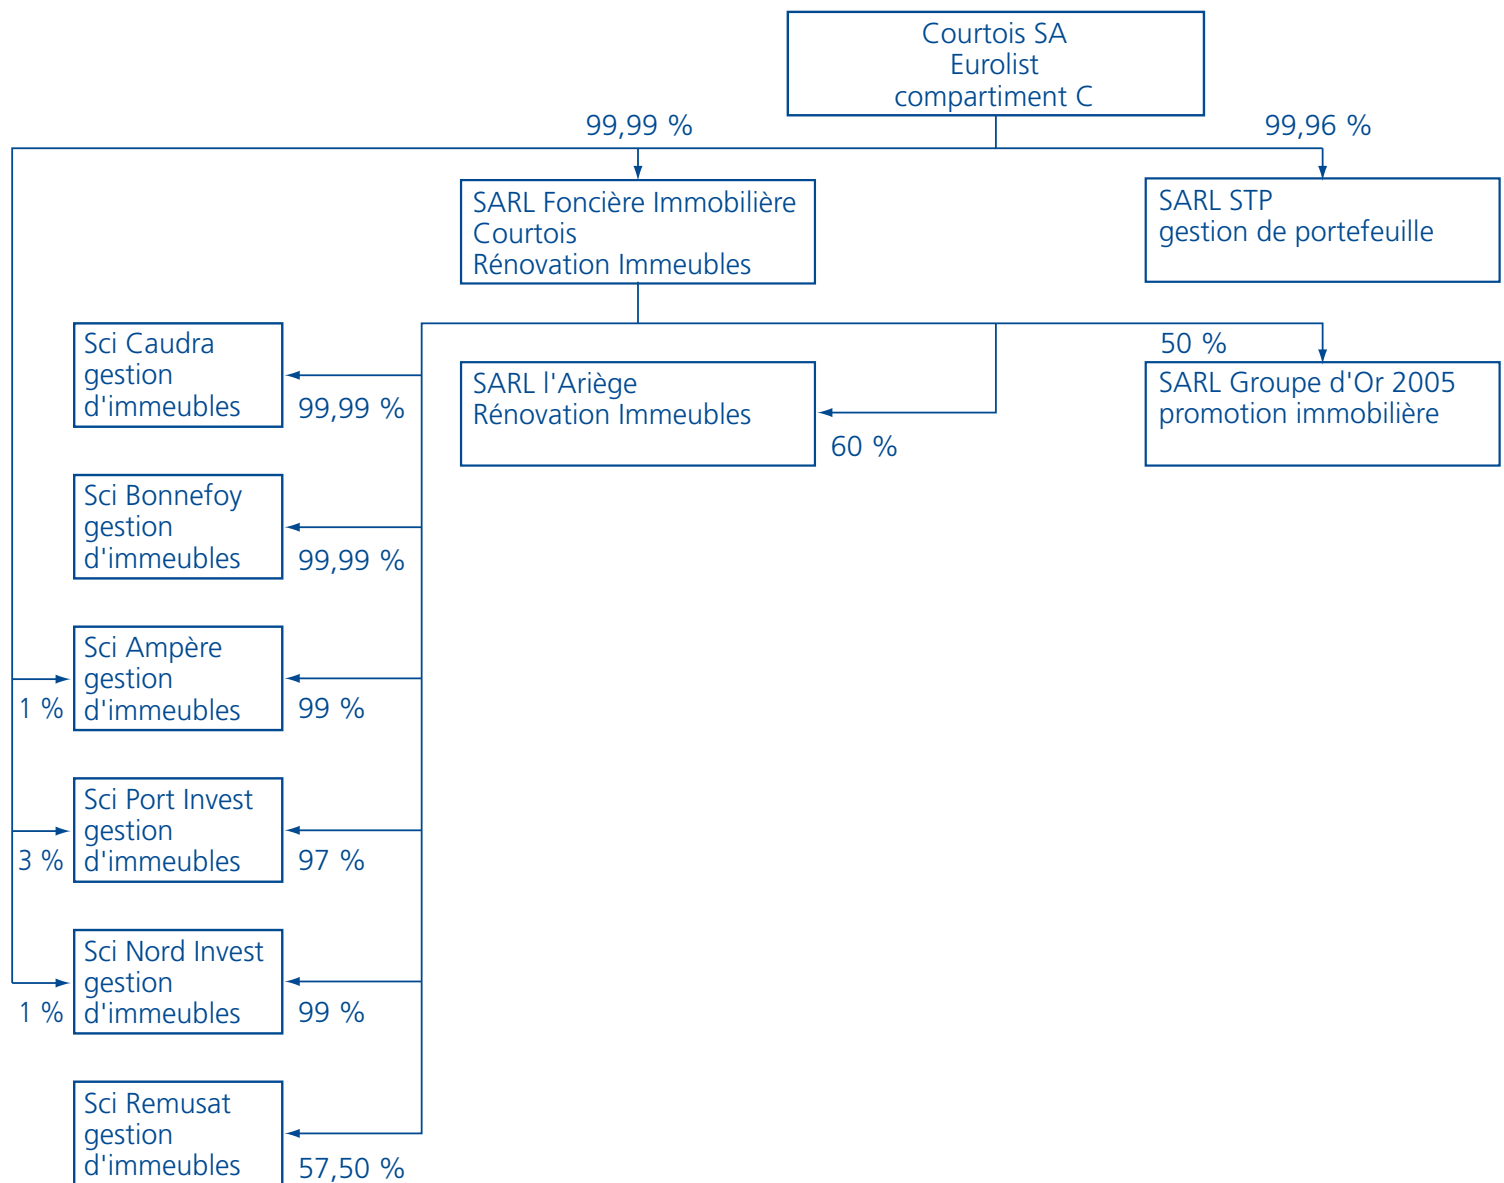 Courtois SA
Eurolist
compartiment C
99,99 %
99,96 %
SARL Foncière Immobilière
Courtois
Rénovation Immeubles
SARL STP
gestion de portefeuille
Sci Caudra
gestion
d'immeubles
99,99 %
SARL l'Ariège
Rénovation Immeubles
60 %
50 %
SARL Groupe d'Or 2005
promotion immobilière
Sci Bonnefoy
gestion
d'immeubles
99,99 %
Sci Ampère
gestion
d'immeubles
1 %
99 %
Sci Port Invest
gestion
d'immeubles
3 %
97 %
Sci Nord Invest
gestion
d'immeubles
1 %
99 %
Sci Remusat
gestion
d'immeubles
57,50 %